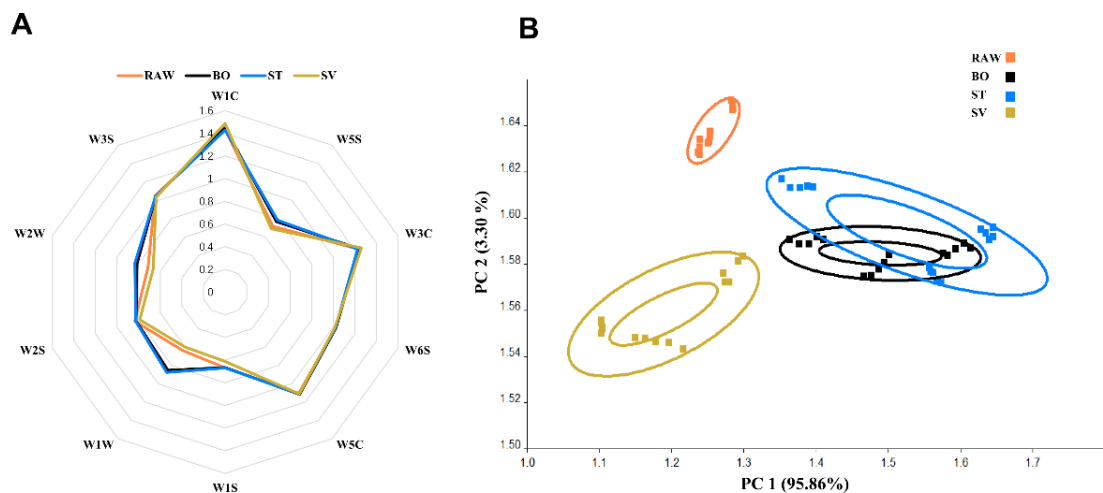 A
RAW BO ST SV
W1C
W5S
W3C
W6S
W5C
W1S
W1W
W2S
W2W
W3S
1.6
1.4
1.2
1
0.8
0.6
0.4
0.2
0
B
RAW
BO
ST
SV
PC 2 (3.30 %)
1.64
1.62
1.60
1.58
1.56
1.54
1.50
1.0 1.1 1.2 1.3 1.4 1.5 1.6 1.7
PC 1 (95.86%)